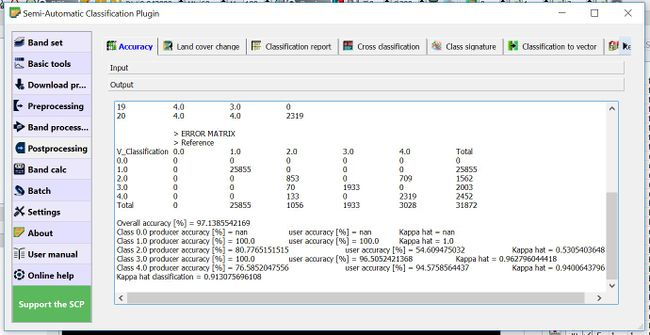 Semi-Automatic Classification Plugin
Band set
Basic tools
Download pr...
Preprocessing
Band process...
Postprocessing
Band calc
Batch
Settings
About
User manual
Online help
Support the SCP
Accuracy Land cover change Classification report Cross classification Class signature Classification to vector
Input
Output
19 4.0 3.0 0
20 4.0 4.0 2319
> ERROR MATRIX
> Reference
V_Classification 0.0 1.0 2.0 3.0 4.0 Total
0.0 0 0 0 0 0 0
1.0 0 25855 0 0 0 25855
2.0 0 0 853 0 709 1562
3.0 0 0 70 1933 0 2003
4.0 0 0 133 0 2319 2452
Total 0 25855 1056 1933 3028 31872
Overall accuracy [%] = 97.1385542169
Class 0.0 producer accuracy [%] = nan user accuracy [%] = nan Kappa hat = nan
Class 1.0 producer accuracy [%] = 100.0 user accuracy [%] = 100.0 Kappa hat = 1.0
Class 2.0 producer accuracy [%] = 80.7765151515 user accuracy [%] = 54.609475032 Kappa hat = 0.5305403648
Class 3.0 producer accuracy [%] = 100.0 user accuracy [%] = 96.5052421368 Kappa hat = 0.962796044418
Class 4.0 producer accuracy [%] = 76.5852047556 user accuracy [%] = 94.5758564437 Kappa hat = 0.9400643796
Kappa hat classification = 0.913075696108